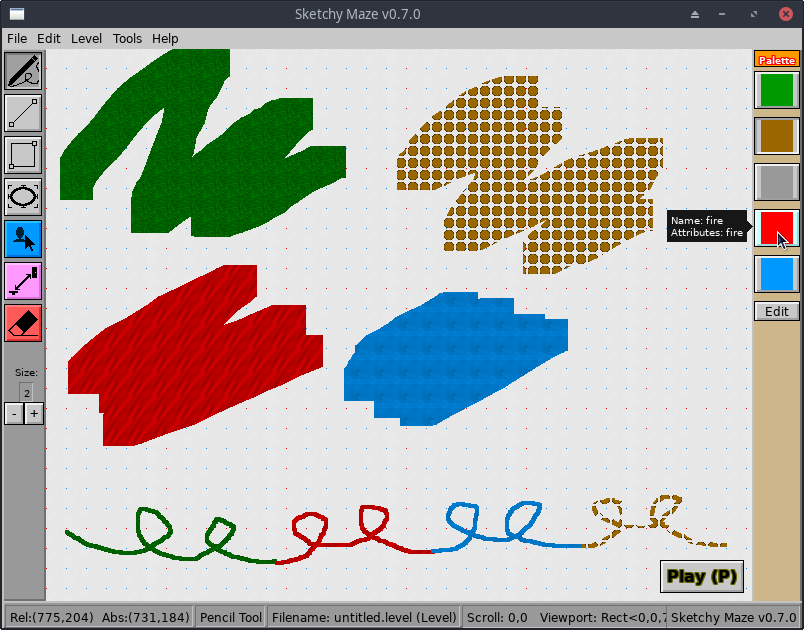 Sketchy Maze v0.7.0
File Edit Level Tools Help
Palette
Name: fire
Attributes: fire
Edit
Size:
2
- +
Play (P)
Rel:(775,204) Abs:(731,184) Pencil Tool Filename: untitled.level (Level) Scroll: 0,0 Viewport: Rect<0,0, Sketchy Maze v0.7.0